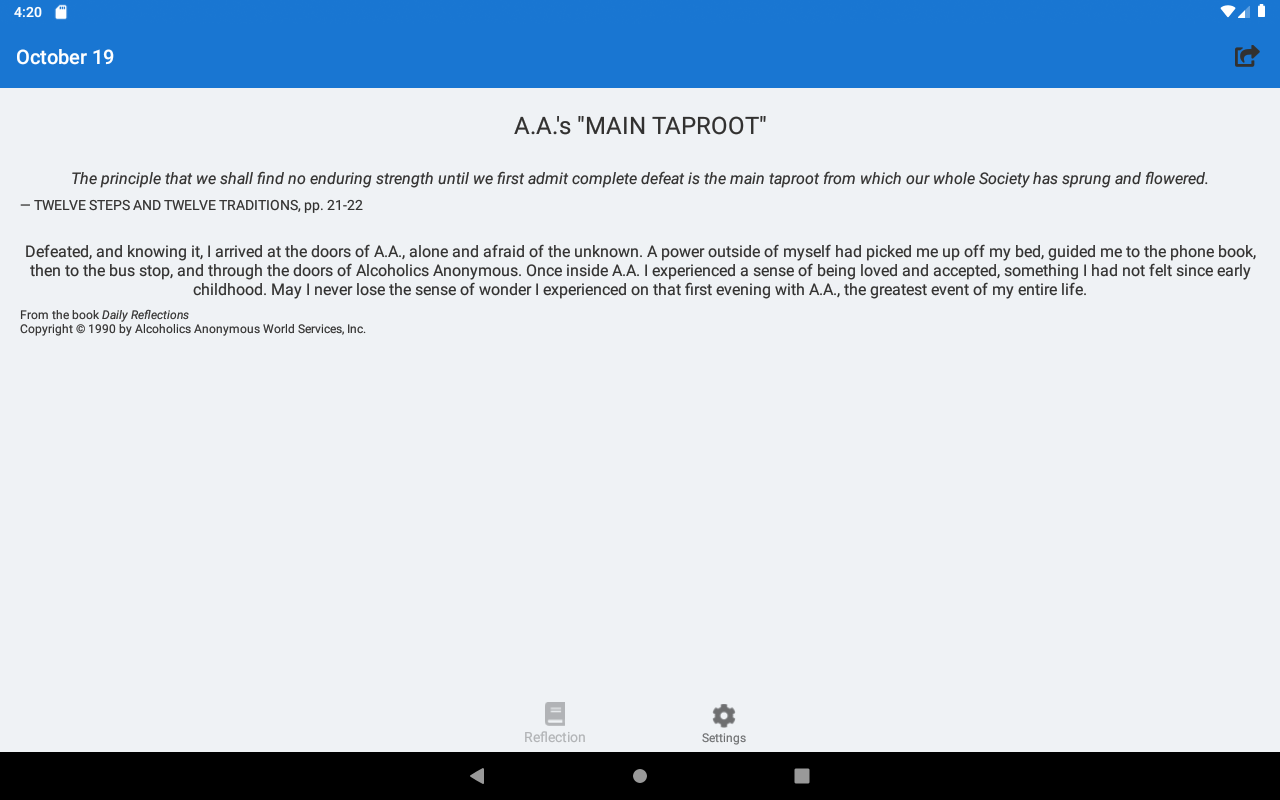 4:20
October 19
A.A.'s "MAIN TAPROOT"
The principle that we shall find no enduring strength until we first admit complete defeat is the main taproot from which our whole Society has sprung and flowered.
— TWELVE STEPS AND TWELVE TRADITIONS, pp. 21-22
Defeated, and knowing it, I arrived at the doors of A.A., alone and afraid of the unknown. A power outside of myself had picked me up off my bed, guided me to the phone book,
then to the bus stop, and through the doors of Alcoholics Anonymous. Once inside A.A. I experienced a sense of being loved and accepted, something I had not felt since early
childhood. May I never lose the sense of wonder I experienced on that first evening with A.A., the greatest event of my entire life.
From the book Daily Reflections
Copyright © 1990 by Alcoholics Anonymous World Services, Inc.
Reflection
Settings